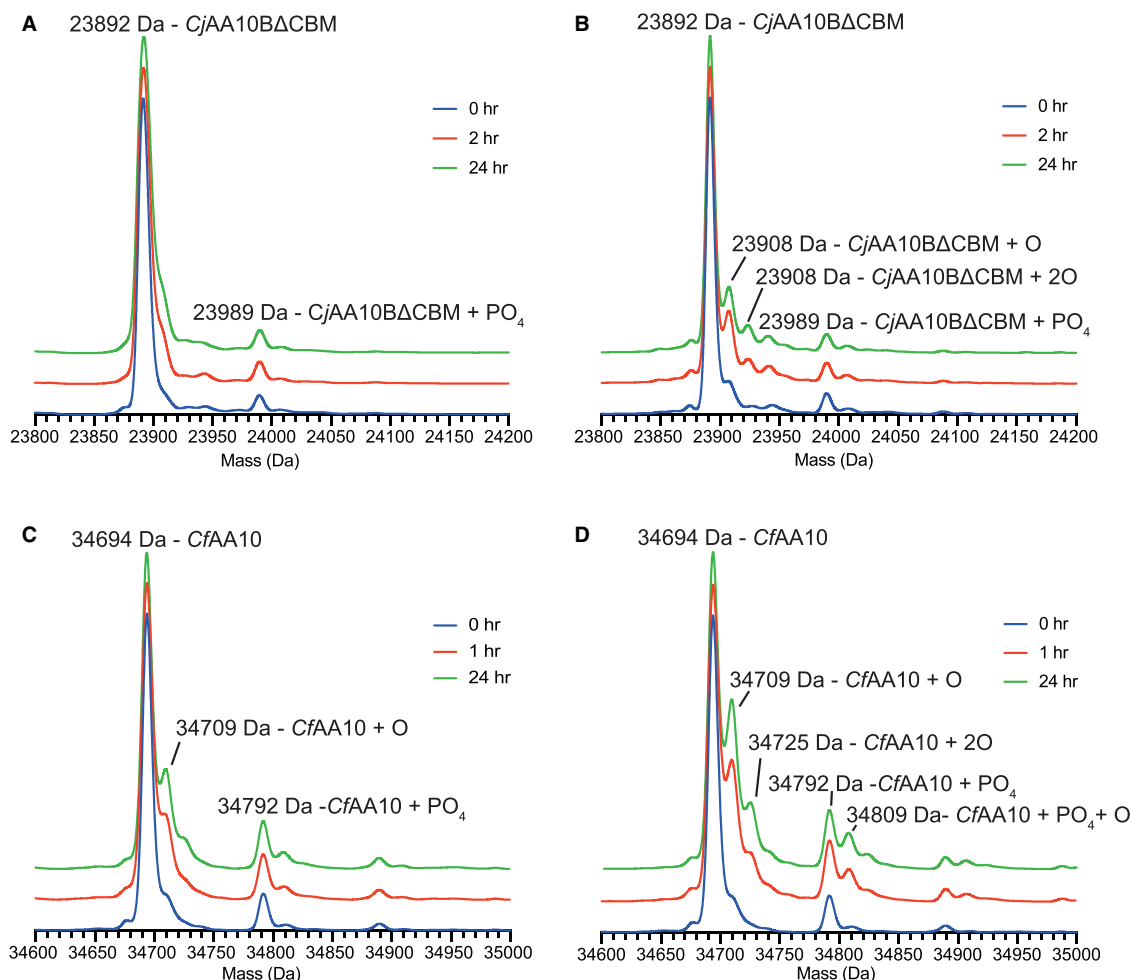 A
23892 Da - CjAA10BΔCBM
0 hr
2 hr
24 hr
23989 Da - CjAA10BΔCBM + PO4
23800 23850 23900 23950 24000 24050 24100 24150 24200
Mass (Da)
B
23892 Da - CjAA10BΔCBM
0 hr
2 hr
24 hr
23908 Da - CjAA10BΔCBM + O
23908 Da - CjAA10BΔCBM + 2O
23989 Da - CjAA10BΔCBM + PO4
23800 23850 23900 23950 24000 24050 24100 24150 24200
Mass (Da)
C
34694 Da - CfAA10
0 hr
1 hr
24 hr
34709 Da - CfAA10 + O
34792 Da -CfAA10 + PO4
34600 34650 34700 34750 34800 34850 34900 34950 35000
Mass (Da)
D
34694 Da - CfAA10
0 hr
1 hr
24 hr
34709 Da - CfAA10 + O
34725 Da - CfAA10 + 2O
34792 Da -CfAA10 + PO4
34809 Da- CfAA10 + PO4+ O
34600 34650 34700 34750 34800 34850 34900 34950 35000
Mass (Da)